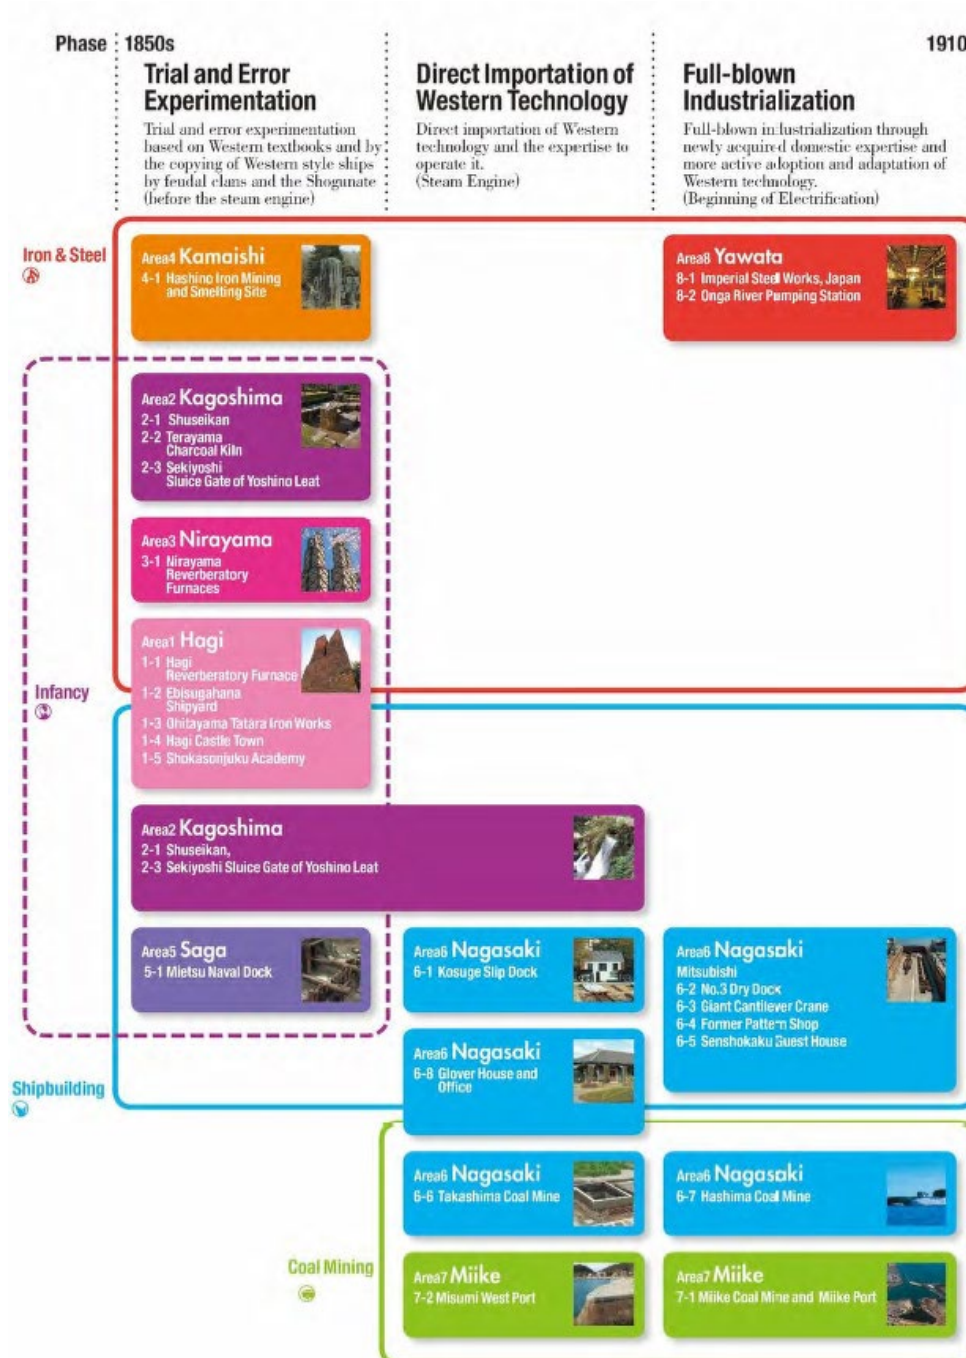 Phase 1850s
1910
Trial and Error
Experimentation
Trial and error experimentation
based on Western textbooks and by
the copying of Western style ships
by feudal clans and the Shogunate
(before the steam engine)
Direct Importation of
Western Technology
Direct importation of Western
technology and the expertise to
operate it.
(Steam Engine)
Full-blown
Industrialization
Full-blown industrialization through
newly acquired domestic expertise and
more active adoption and adaptation of
Western technology.
(Beginning of Electrification)
Iron & Steel
Area4 Kamaishi
4-1 Hashino Iron Mining
and Smelting Site
Area8 Yawata
8-1 Imperial Steel Works, Japan
8-2 Onga River Pumping Station
Area2 Kagoshima
2-1 Shuseikan
2-2 Terayama
Charcoal Kiln
2-3 Sekiyoshi
Sluice Gate of Yoshino Leat
Area3 Nirayama
3-1 Nirayama
Reverberatory
Furnaces
Infancy
Area1 Hagi
1-1 Hagi
Reverberatory Furnace
1-2 Ebisugahana
Shipyard
1-3 Ohitayama Tatara Iron Works
1-4 Hagi Castle Town
1-5 Shokasonjuku Academy
Area2 Kagoshima
2-1 Shuseikan,
2-3 Sekiyoshi Sluice Gate of Yoshino Leat
Area5 Saga
5-1 Mietsu Naval Dock
Area6 Nagasaki
6-1 Kosuge Slip Dock
Area6 Nagasaki
Mitsubishi
6-2 No.3 Dry Dock
6-3 Giant Cantilever Crane
6-4 Former Pattern Shop
6-5 Senshokaku Guest House
Shipbuilding
Area6 Nagasaki
6-8 Glover House and
Office
Area6 Nagasaki
6-6 Takashima Coal Mine
Area6 Nagasaki
6-7 Hashima Coal Mine
Coal Mining
Area7 Miike
7-2 Misumi West Port
Area7 Miike
7-1 Miike Coal Mine and Miike Port